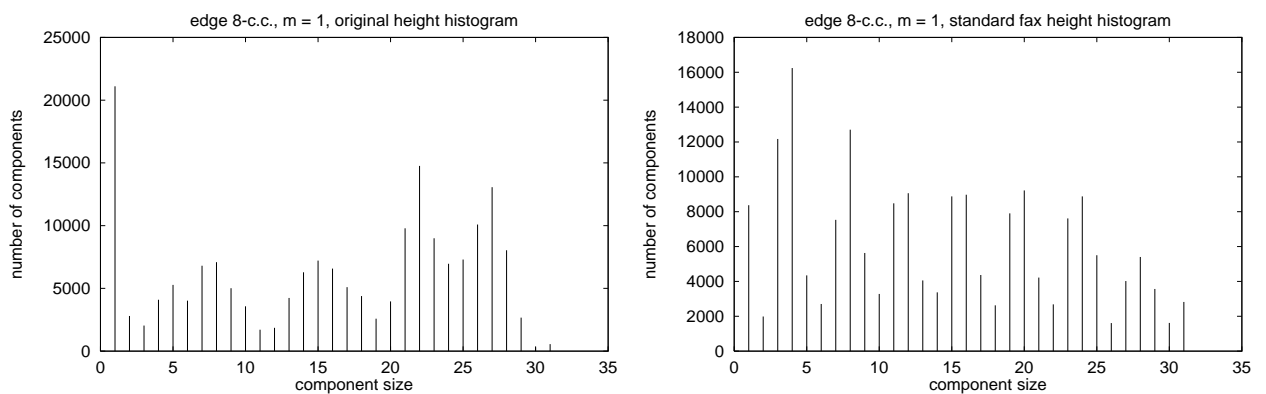 edge 8-c.c., m = 1, original height histogram
25000
20000
15000
10000
5000
0
number of components
0 5 10 15 20 25 30 35
component size
edge 8-c.c., m = 1, standard fax height histogram
18000
16000
14000
12000
10000
8000
6000
4000
2000
0
number of components
0 5 10 15 20 25 30 35
component size